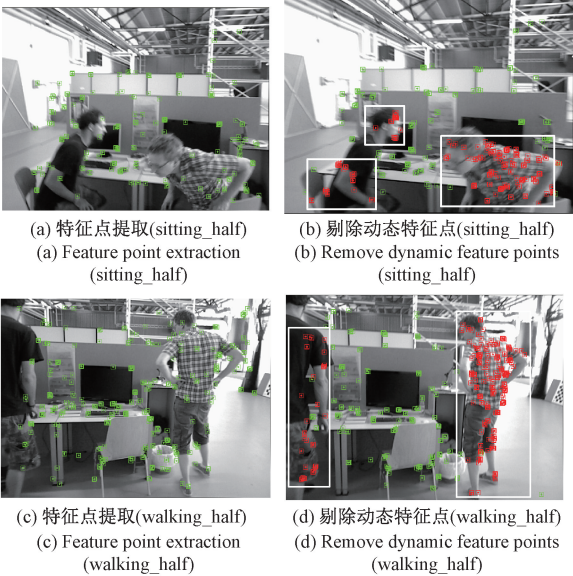 (a) 特征点提取(sitting_half)
(a) Feature point extraction
(sitting_half)
(b) 剔除动态特征点(sitting_half)
(b) Remove dynamic feature points
(sitting_half)
(c) 特征点提取(walking_half)
(c) Feature point extraction
(walking_half)
(d) 剔除动态特征点(walking_half)
(d) Remove dynamic feature points
(walking_half)